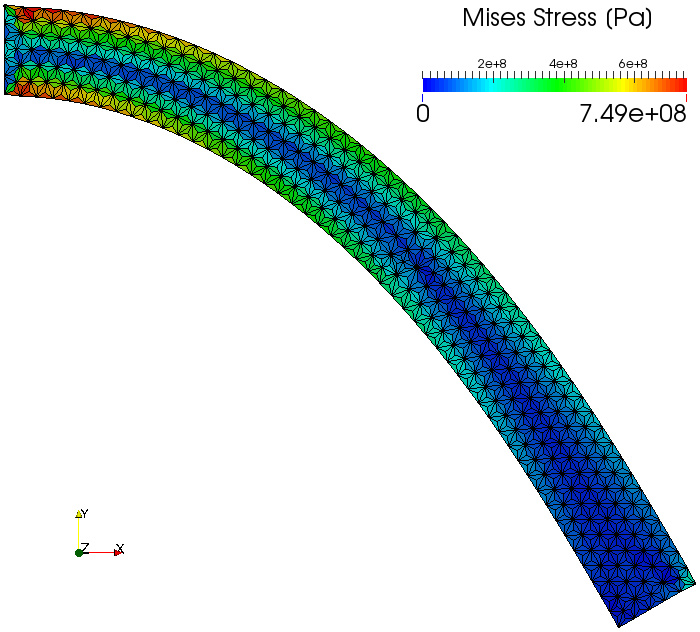 Mises Stress (Pa)
2e+8 4e+8 6e+8
0 7.49e+08
Y
Z X